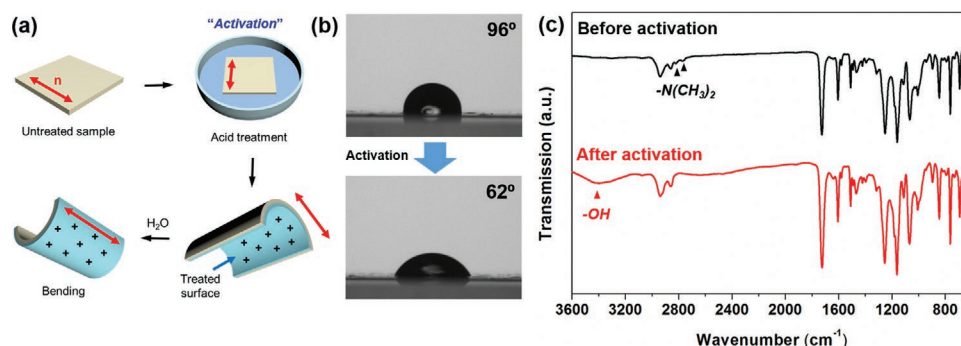 (a)
"Activation"
n
Untreated sample
Acid treatment
H₂O
+ + + + + + + + +
Bending
Treated
surface
(b)
96º
Activation
62º
(c)
Before activation
-N(CH₃)₂
After activation
-OH
Transmission (a.u.)
3600 3200 2800 2400 2000 1600 1200 800
Wavenumber (cm⁻¹)